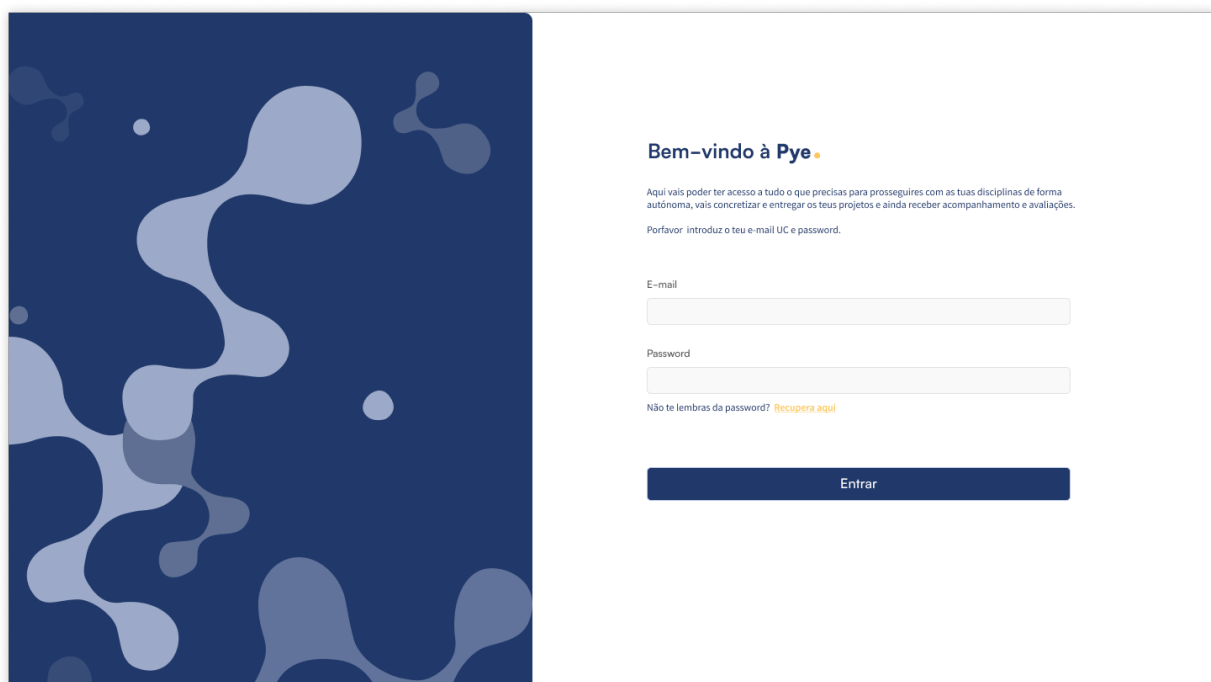 Bem-vindo à Pye.
Aqui vais poder ter acesso a tudo o que precisas para prosseguires com as tuas disciplinas de forma
autónoma, vais concretizar e entregar os teus projetos e ainda receber acompanhamento e avaliações.
Porfavor introduz o teu e-mail UC e password.
E-mail
Password
Não te lembras da password? Recupera aqui
Entrar